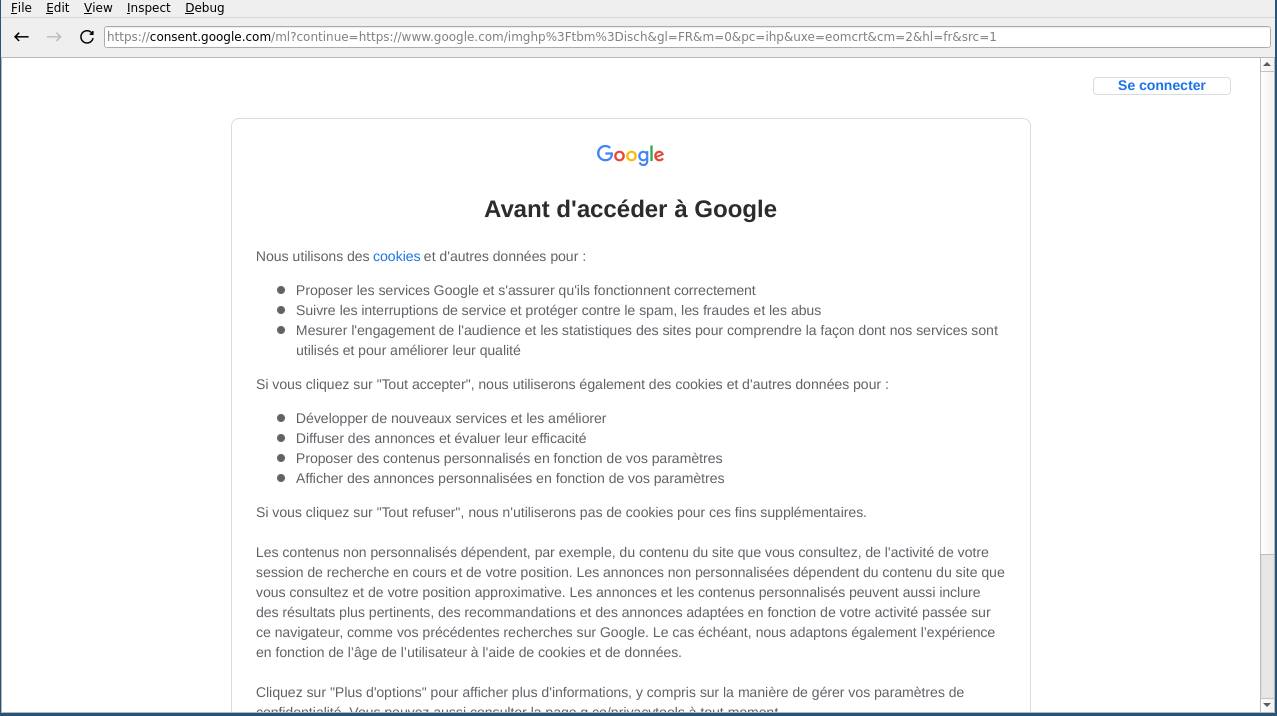 File Edit View Inspect Debug
https://consent.google.com/ml?continue=https://www.google.com/imghp%3Ftbm%3Disch&gl=FR&m=0&pc=ihp&uxe=eomcrt&cm=2&hl=fr&src=1
Se connecter
Google
Avant d'accéder à Google
Nous utilisons des cookies et d'autres données pour :
Proposer les services Google et s'assurer qu'ils fonctionnent correctement
Suivre les interruptions de service et protéger contre le spam, les fraudes et les abus
Mesurer l'engagement de l'audience et les statistiques des sites pour comprendre la façon dont nos services sont
utilisés et pour améliorer leur qualité
Si vous cliquez sur "Tout accepter", nous utiliserons également des cookies et d'autres données pour :
Développer de nouveaux services et les améliorer
Diffuser des annonces et évaluer leur efficacité
Proposer des contenus personnalisés en fonction de vos paramètres
Afficher des annonces personnalisées en fonction de vos paramètres
Si vous cliquez sur "Tout refuser", nous n'utiliserons pas de cookies pour ces fins supplémentaires.
Les contenus non personnalisés dépendent, par exemple, du contenu du site que vous consultez, de l'activité de votre
session de recherche en cours et de votre position. Les annonces non personnalisées dépendent du contenu du site que
vous consultez et de votre position approximative. Les annonces et les contenus personnalisés peuvent aussi inclure
des résultats plus pertinents, des recommandations et des annonces adaptées en fonction de votre activité passée sur
ce navigateur, comme vos précédentes recherches sur Google. Le cas échéant, nous adaptons également l'expérience
en fonction de l'âge de l'utilisateur à l'aide de cookies et de données.
Cliquez sur "Plus d'options" pour afficher plus d'informations, y compris sur la manière de gérer vos paramètres de
confidentialité. Vous pouvez aussi consulter la page g.co/privacytools à tout moment.